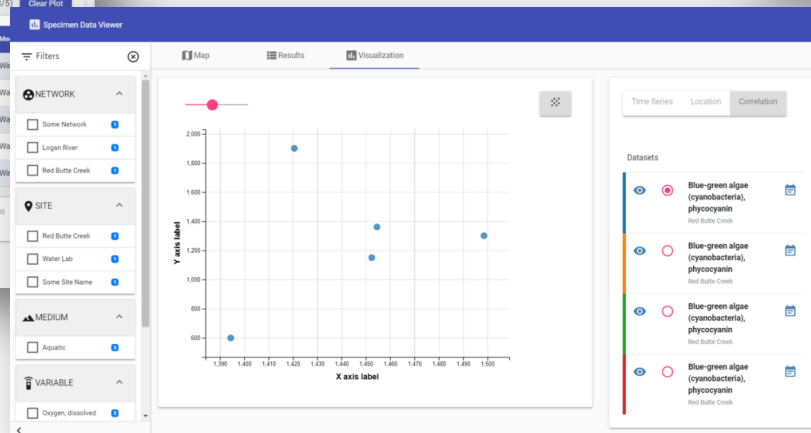 /5)
Clear Plot
Specimen Data Viewer
Filters
Map
Results
Visualization
NETWORK
Some Network 1
Logan River 1
Red Butte Creek 1
SITE
Red Butte Creek 1
Water Lab 1
Some Site Name 1
MEDIUM
Aquatic 3
VARIABLE
Oxygen, dissolved 2
Y axis label
2,000
1,800
1,600
1,400
1,200
1,000
800
600
1,390 1,400 1,410 1,420 1,430 1,440 1,450 1,460 1,470 1,480 1,490 1,500
X axis label
Time Series Location Correlation
Datasets
Blue-green algae
(cyanobacteria),
phycocyanin
Red Butte Creek
Blue-green algae
(cyanobacteria),
phycocyanin
Red Butte Creek
Blue-green algae
(cyanobacteria),
phycocyanin
Red Butte Creek
Blue-green algae
(cyanobacteria),
phycocyanin
Red Butte Creek